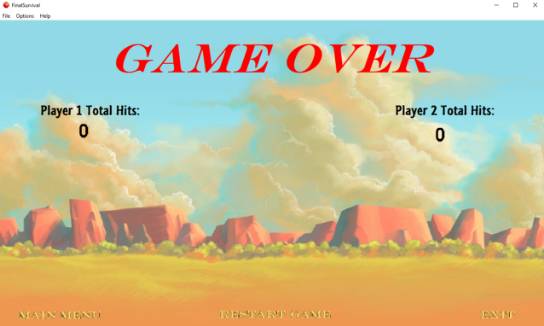 FinalSurvival
File Options Help
GAME OVER
Player 1 Total Hits:
0
Player 2 Total Hits:
0
MAIN MENU RESTART GAME EXIT